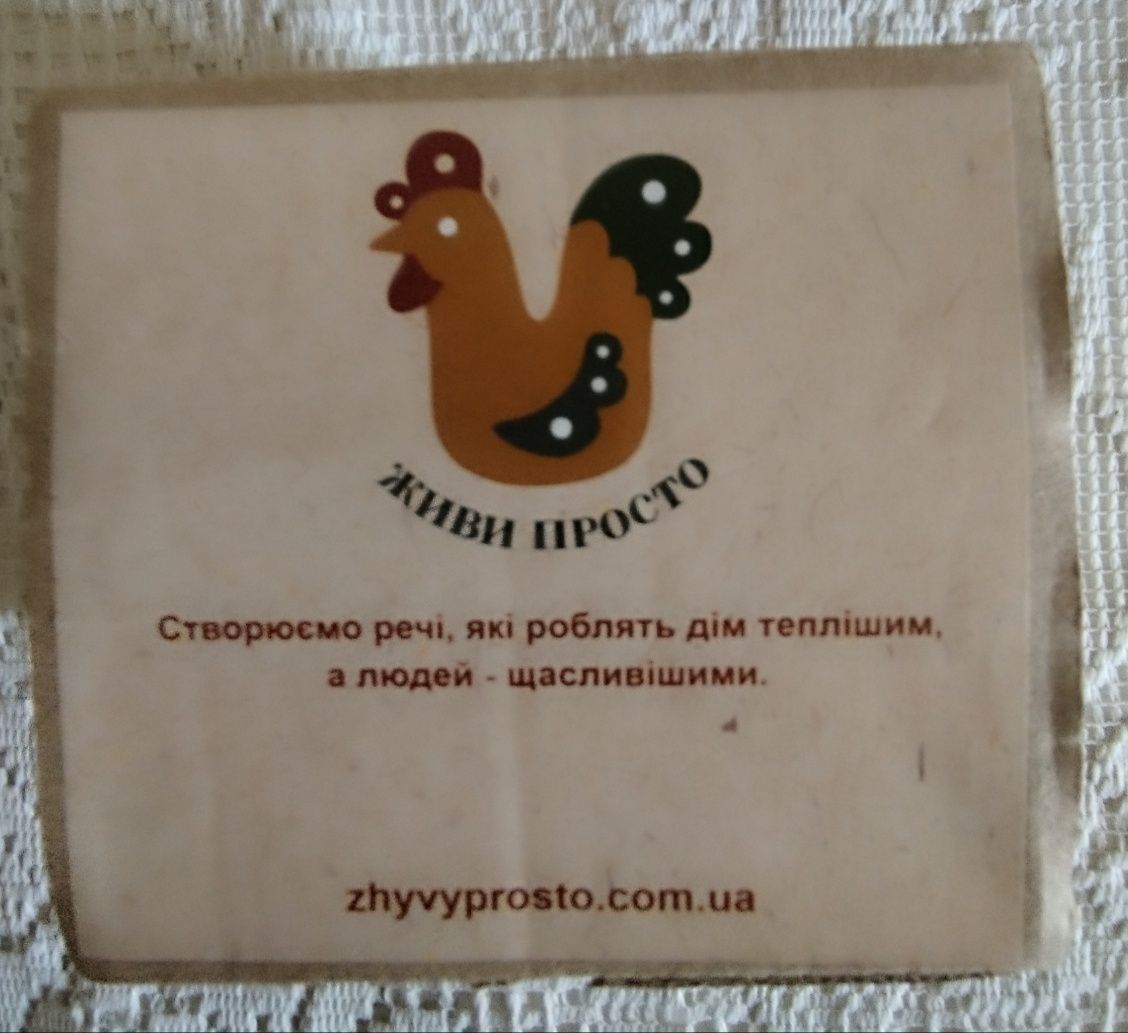 ЖИВИ ПРОСТО
Створюємо речі, які роблять дім теплішим,
а людей - щасливішими.
zhyvyprosto.com.ua